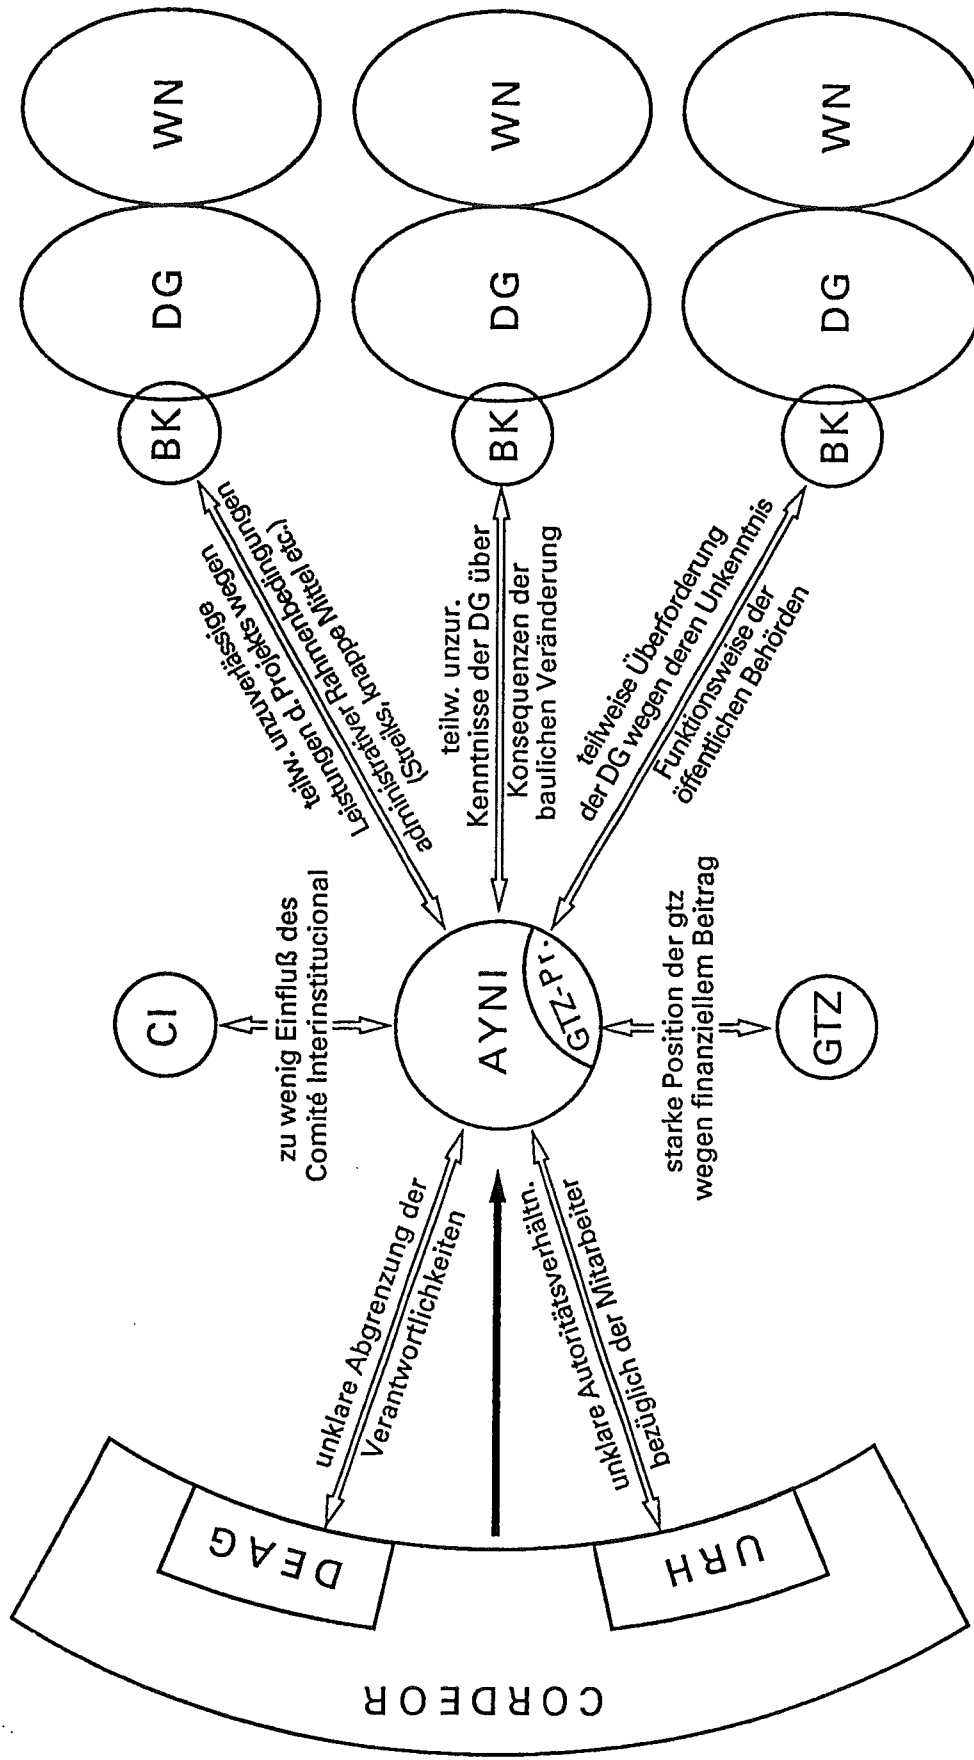 CORDEOR
DEAG
URH
unklare Abgrenzung der
Verantwortlichkeiten
unklare Autoritätsverhältn.
bezüglich der Mitarbeiter
CI
zu wenig Einfluß des
Comité Interinstitucional
AYNI
GTZ-Pr.
starke Position der gtz
wegen finanziellem Beitrag
GTZ
teilw. unzuverlässige
Leistungen d. Projekts wegen
administrativer Rahmenbedingungen
(Streiks, knappe Mittel etc.)
teilw. unzur.
Kenntnisse der DG über
Konsequenzen der
baulichen Veränderung
teilweise Überforderung
der DG wegen deren Unkenntnis
Funktionsweise der
öffentlichen Behörden
BK
DG
WN
BK
DG
WN
BK
DG
WN